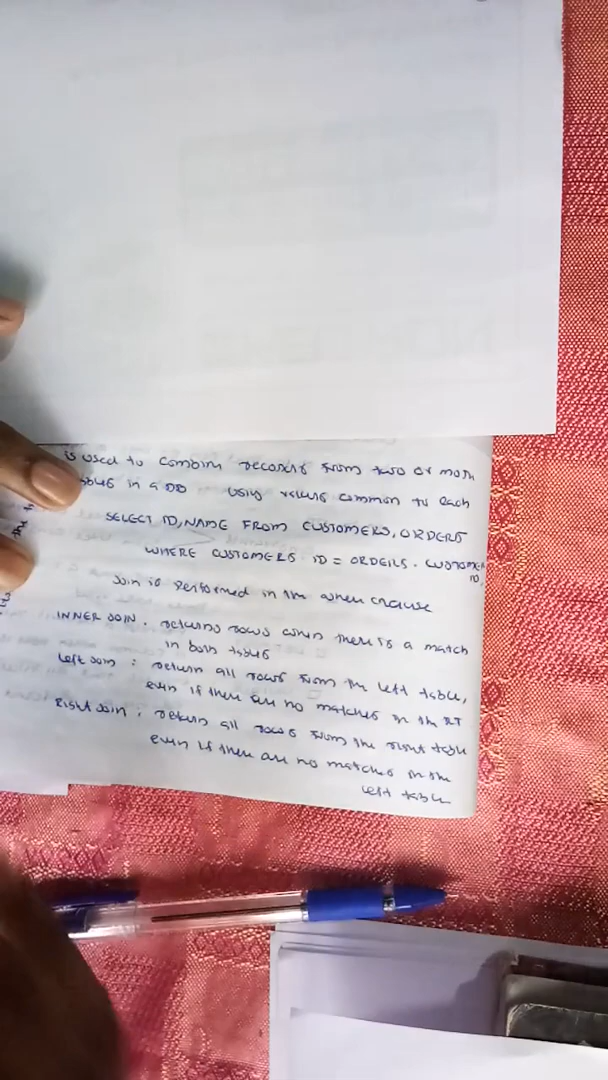 is used to combine records from two or more
in a DB using values common to each
SELECT ID, NAME FROM CUSTOMERS, ORDERS
WHERE CUSTOMERS. ID = ORDERS. CUSTOMER
ID
Join is performed in the where clause
INNER JOIN. returns rows when there is a match
in both tables
Left Join : return all rows from the left table,
even if there are no matches in the RT
Right Join : return all rows from the right table
even if there are no matches in the
left table